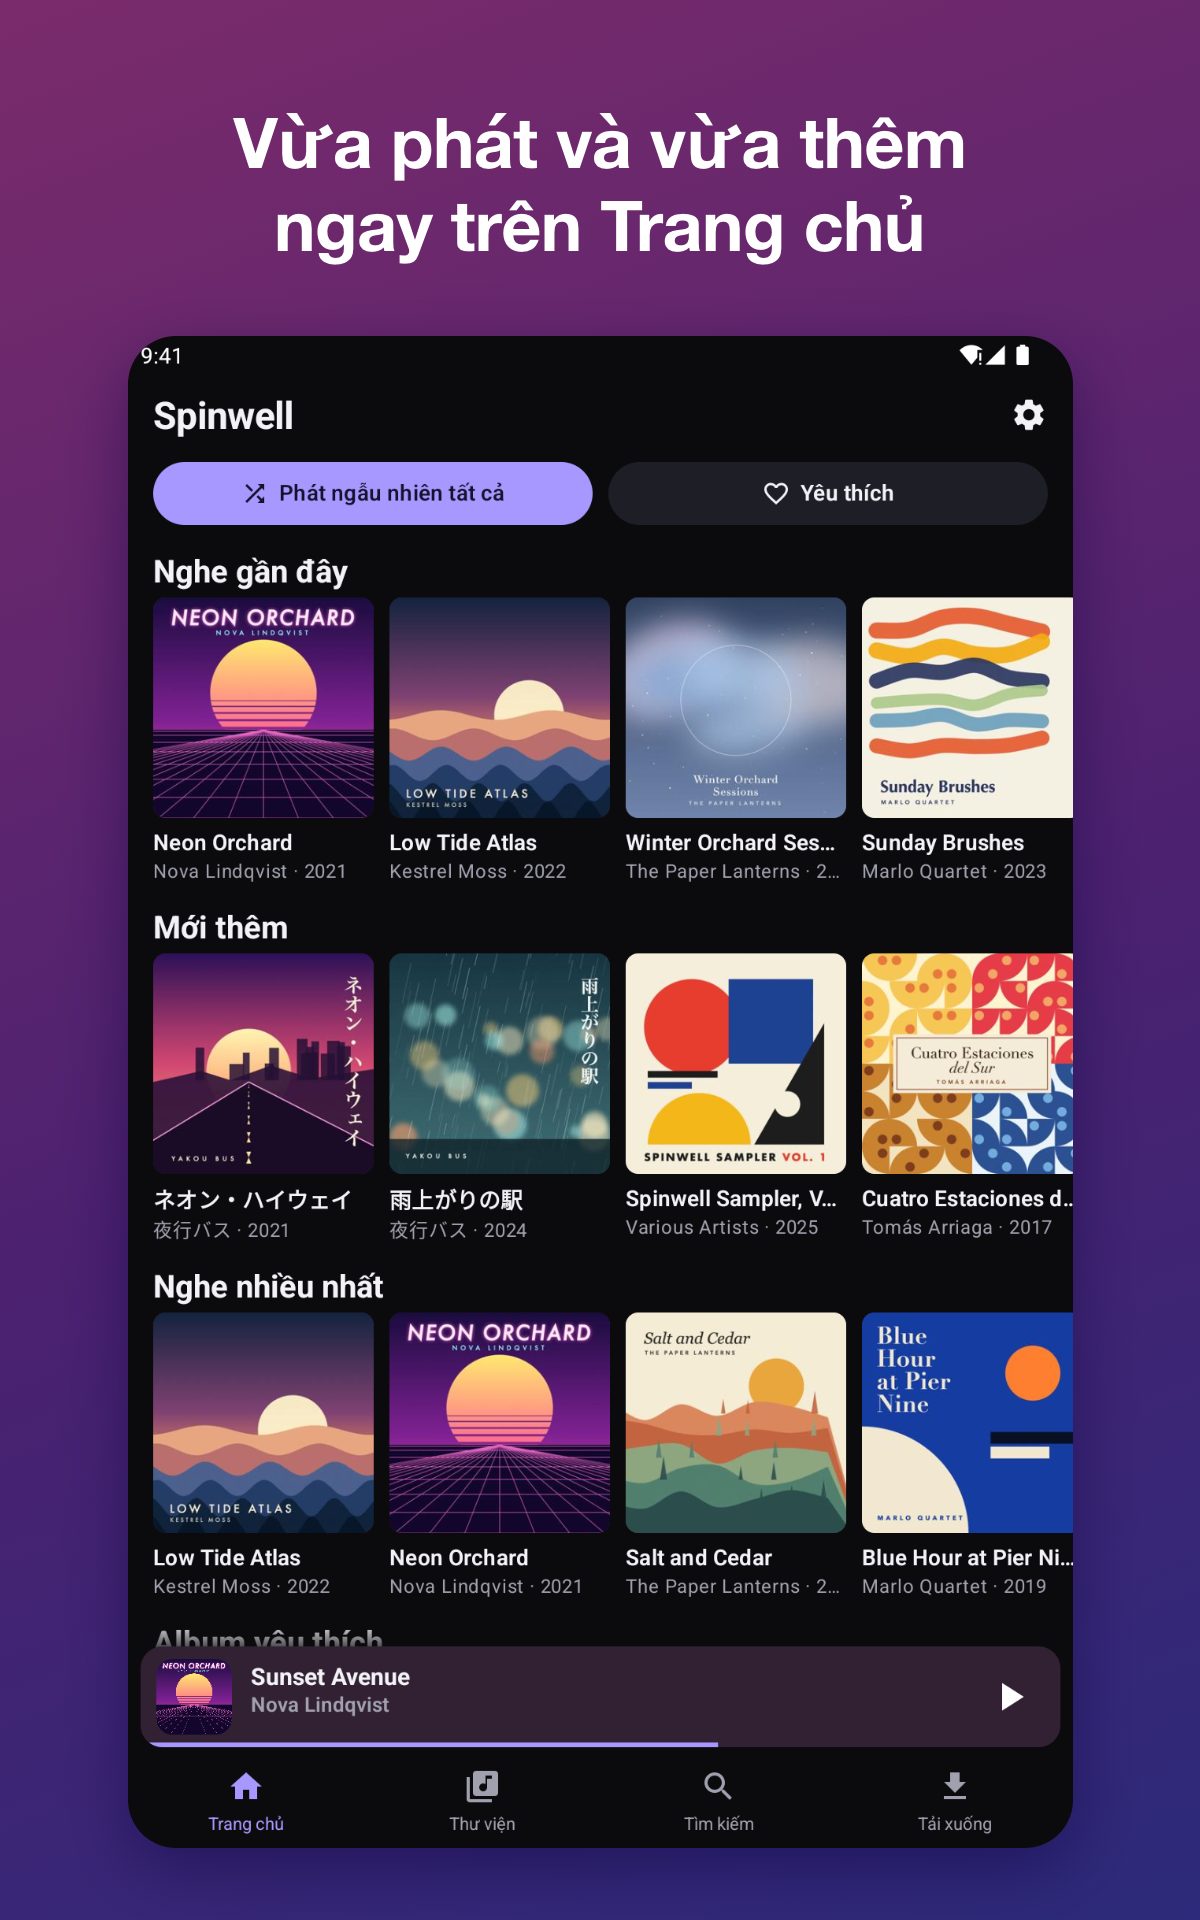 Vừa phát và vừa thêm
ngay trên Trang chủ
9:41
Spinwell
Phát ngẫu nhiên tất cả
Yêu thích
Nghe gần đây
NEON ORCHARD
NOVA LINDQVIST
LOW TIDE ATLAS
KESTREL MOSS
Winter Orchard
Sessions
THE PAPER LANTERNS
Sunday Brushes
MARLO QUARTET
Neon Orchard
Nova Lindqvist · 2021
Low Tide Atlas
Kestrel Moss · 2022
Winter Orchard Ses...
The Paper Lanterns · 2...
Sunday Brushes
Marlo Quartet · 2023
Mới thêm
ネオン・ハイウェイ
YAKOU BUS
雨上がりの駅
YAKOU BUS
SPINWELL SAMPLER VOL. 1
Cuatro Estaciones
del Sur
TOMÁS ARRIAGA
ネオン・ハイウェイ
夜行バス · 2021
雨上がりの駅
夜行バス · 2024
Spinwell Sampler, V...
Various Artists · 2025
Cuatro Estaciones d...
Tomás Arriaga · 2017
Nghe nhiều nhất
LOW TIDE ATLAS
KESTREL MOSS
NEON ORCHARD
NOVA LINDQVIST
Salt and Cedar
THE PAPER LANTERNS
Blue
Hour
at Pier
Nine
MARLO QUARTET
Low Tide Atlas
Kestrel Moss · 2022
Neon Orchard
Nova Lindqvist · 2021
Salt and Cedar
The Paper Lanterns · 2...
Blue Hour at Pier Ni...
Marlo Quartet · 2019
Album yêu thích
NEON ORCHARD
Sunset Avenue
Nova Lindqvist
Trang chủ
Thư viện
Tìm kiếm
Tải xuống